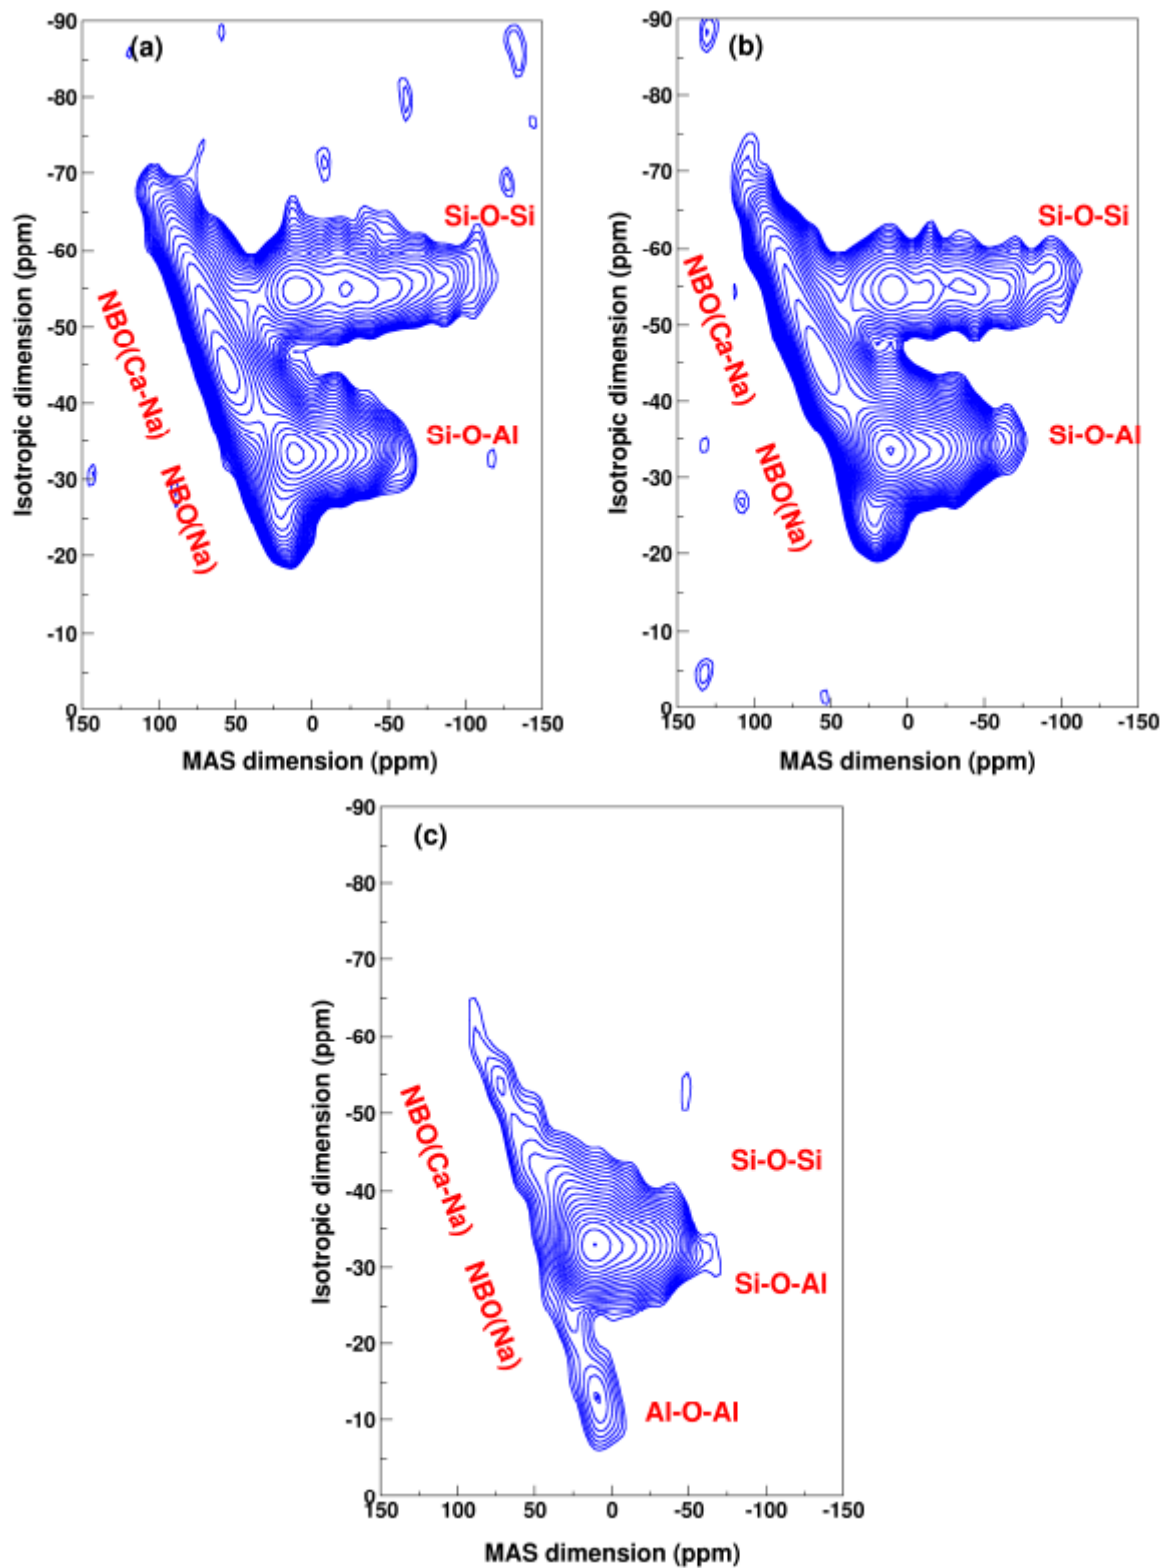 (a)
-90
-80
-70
-60
-50
-40
-30
-20
-10
0
Isotropic dimension (ppm)
150 100 50 0 -50 -100 -150
MAS dimension (ppm)
Si-O-Si
Si-O-Al
NBO(Ca-Na)
NBO(Na)
(b)
-90
-80
-70
-60
-50
-40
-30
-20
-10
0
Isotropic dimension (ppm)
150 100 50 0 -50 -100 -150
MAS dimension (ppm)
Si-O-Si
Si-O-Al
NBO(Ca-Na)
NBO(Na)
(c)
-90
-80
-70
-60
-50
-40
-30
-20
-10
0
Isotropic dimension (ppm)
150 100 50 0 -50 -100 -150
MAS dimension (ppm)
Si-O-Si
Si-O-Al
Al-O-Al
NBO(Ca-Na)
NBO(Na)